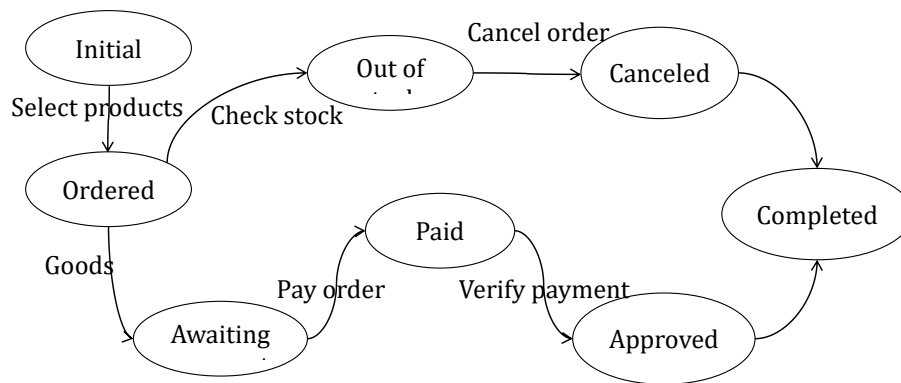 Initial
Select products
Ordered
Check stock
Out of
Cancel order
Canceled
Completed
Goods
Awaiting
Pay order
Paid
Verify payment
Approved